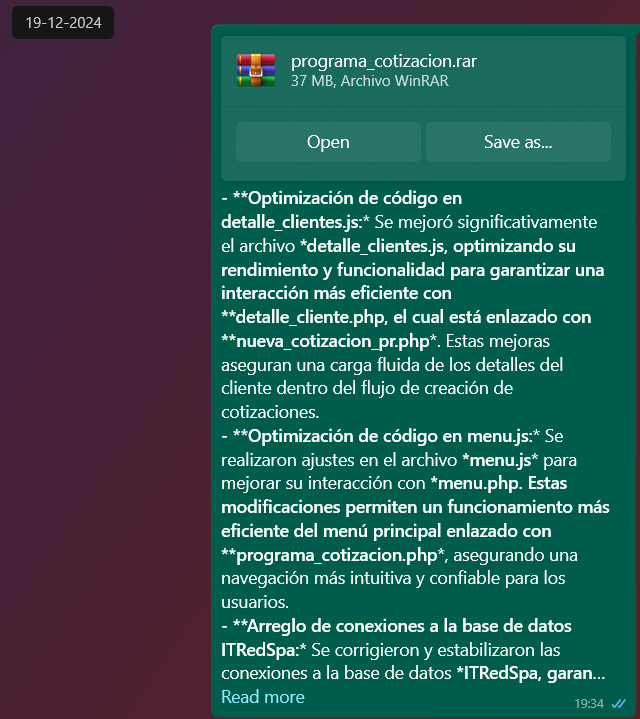 19-12-2024
programa_cotizacion.rar
37 MB, Archivo WinRAR
Open
Save as...
- **Optimización de código en
detalle_clientes.js:* Se mejoró significativamente
el archivo *detalle_clientes.js, optimizando su
rendimiento y funcionalidad para garantizar una
interacción más eficiente con
**detalle_cliente.php, el cual está enlazado con
**nueva_cotizacion_pr.php*. Estas mejoras
aseguran una carga fluida de los detalles del
cliente dentro del flujo de creación de
cotizaciones.
- **Optimización de código en menu.js:* Se
realizaron ajustes en el archivo *menu.js* para
mejorar su interacción con *menu.php. Estas
modificaciones permiten un funcionamiento más
eficiente del menú principal enlazado con
**programa_cotizacion.php*, asegurando una
navegación más intuitiva y confiable para los
usuarios.
- **Arreglo de conexiones a la base de datos
ITRedSpa:* Se corrigieron y estabilizaron las
conexiones a la base de datos *ITRedSpa, garan...
Read more
19:34